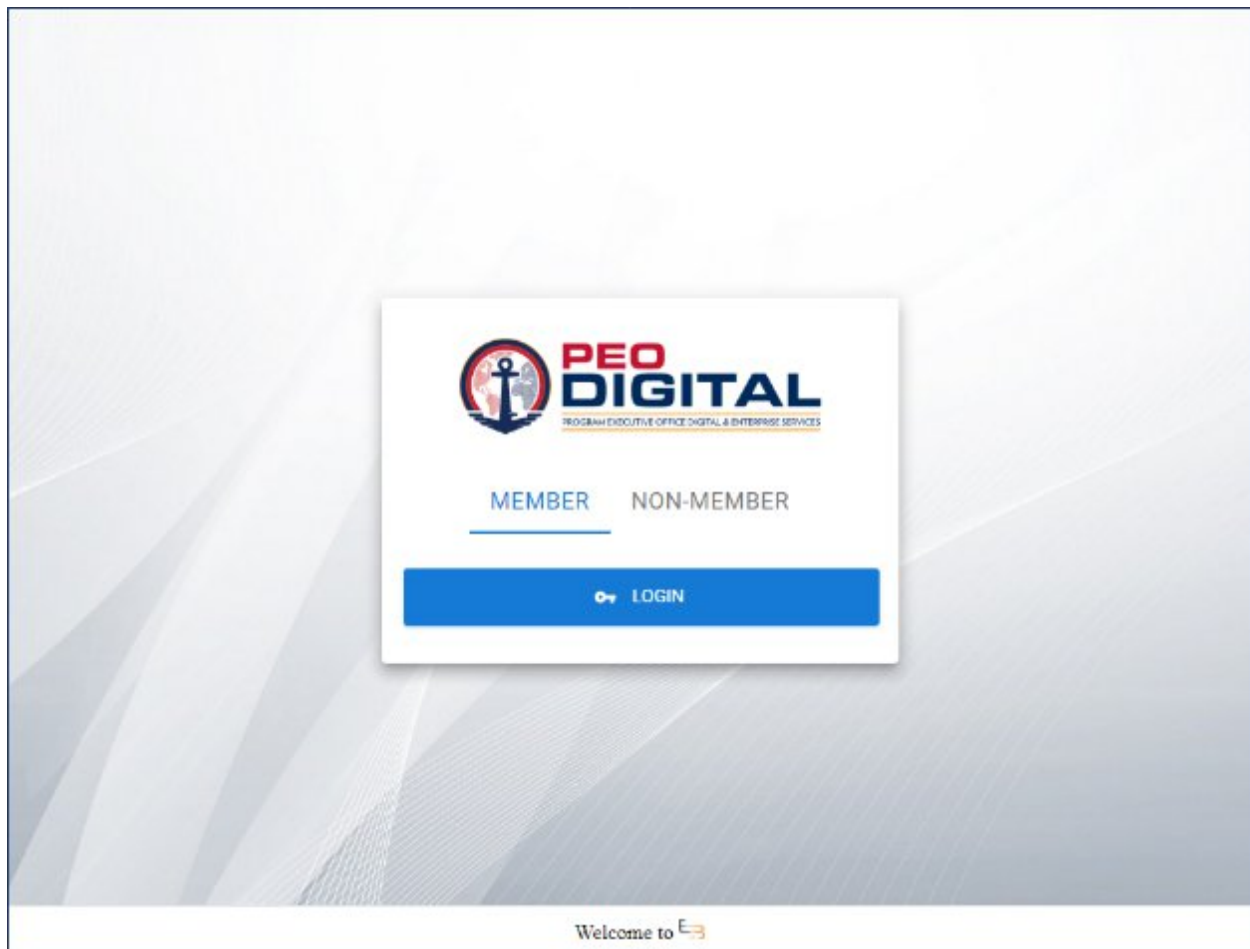 PEO
DIGITAL
PROGRAM EXECUTIVE OFFICE DIGITAL & ENTERPRISE SERVICES
MEMBER NON-MEMBER
LOGIN
Welcome to